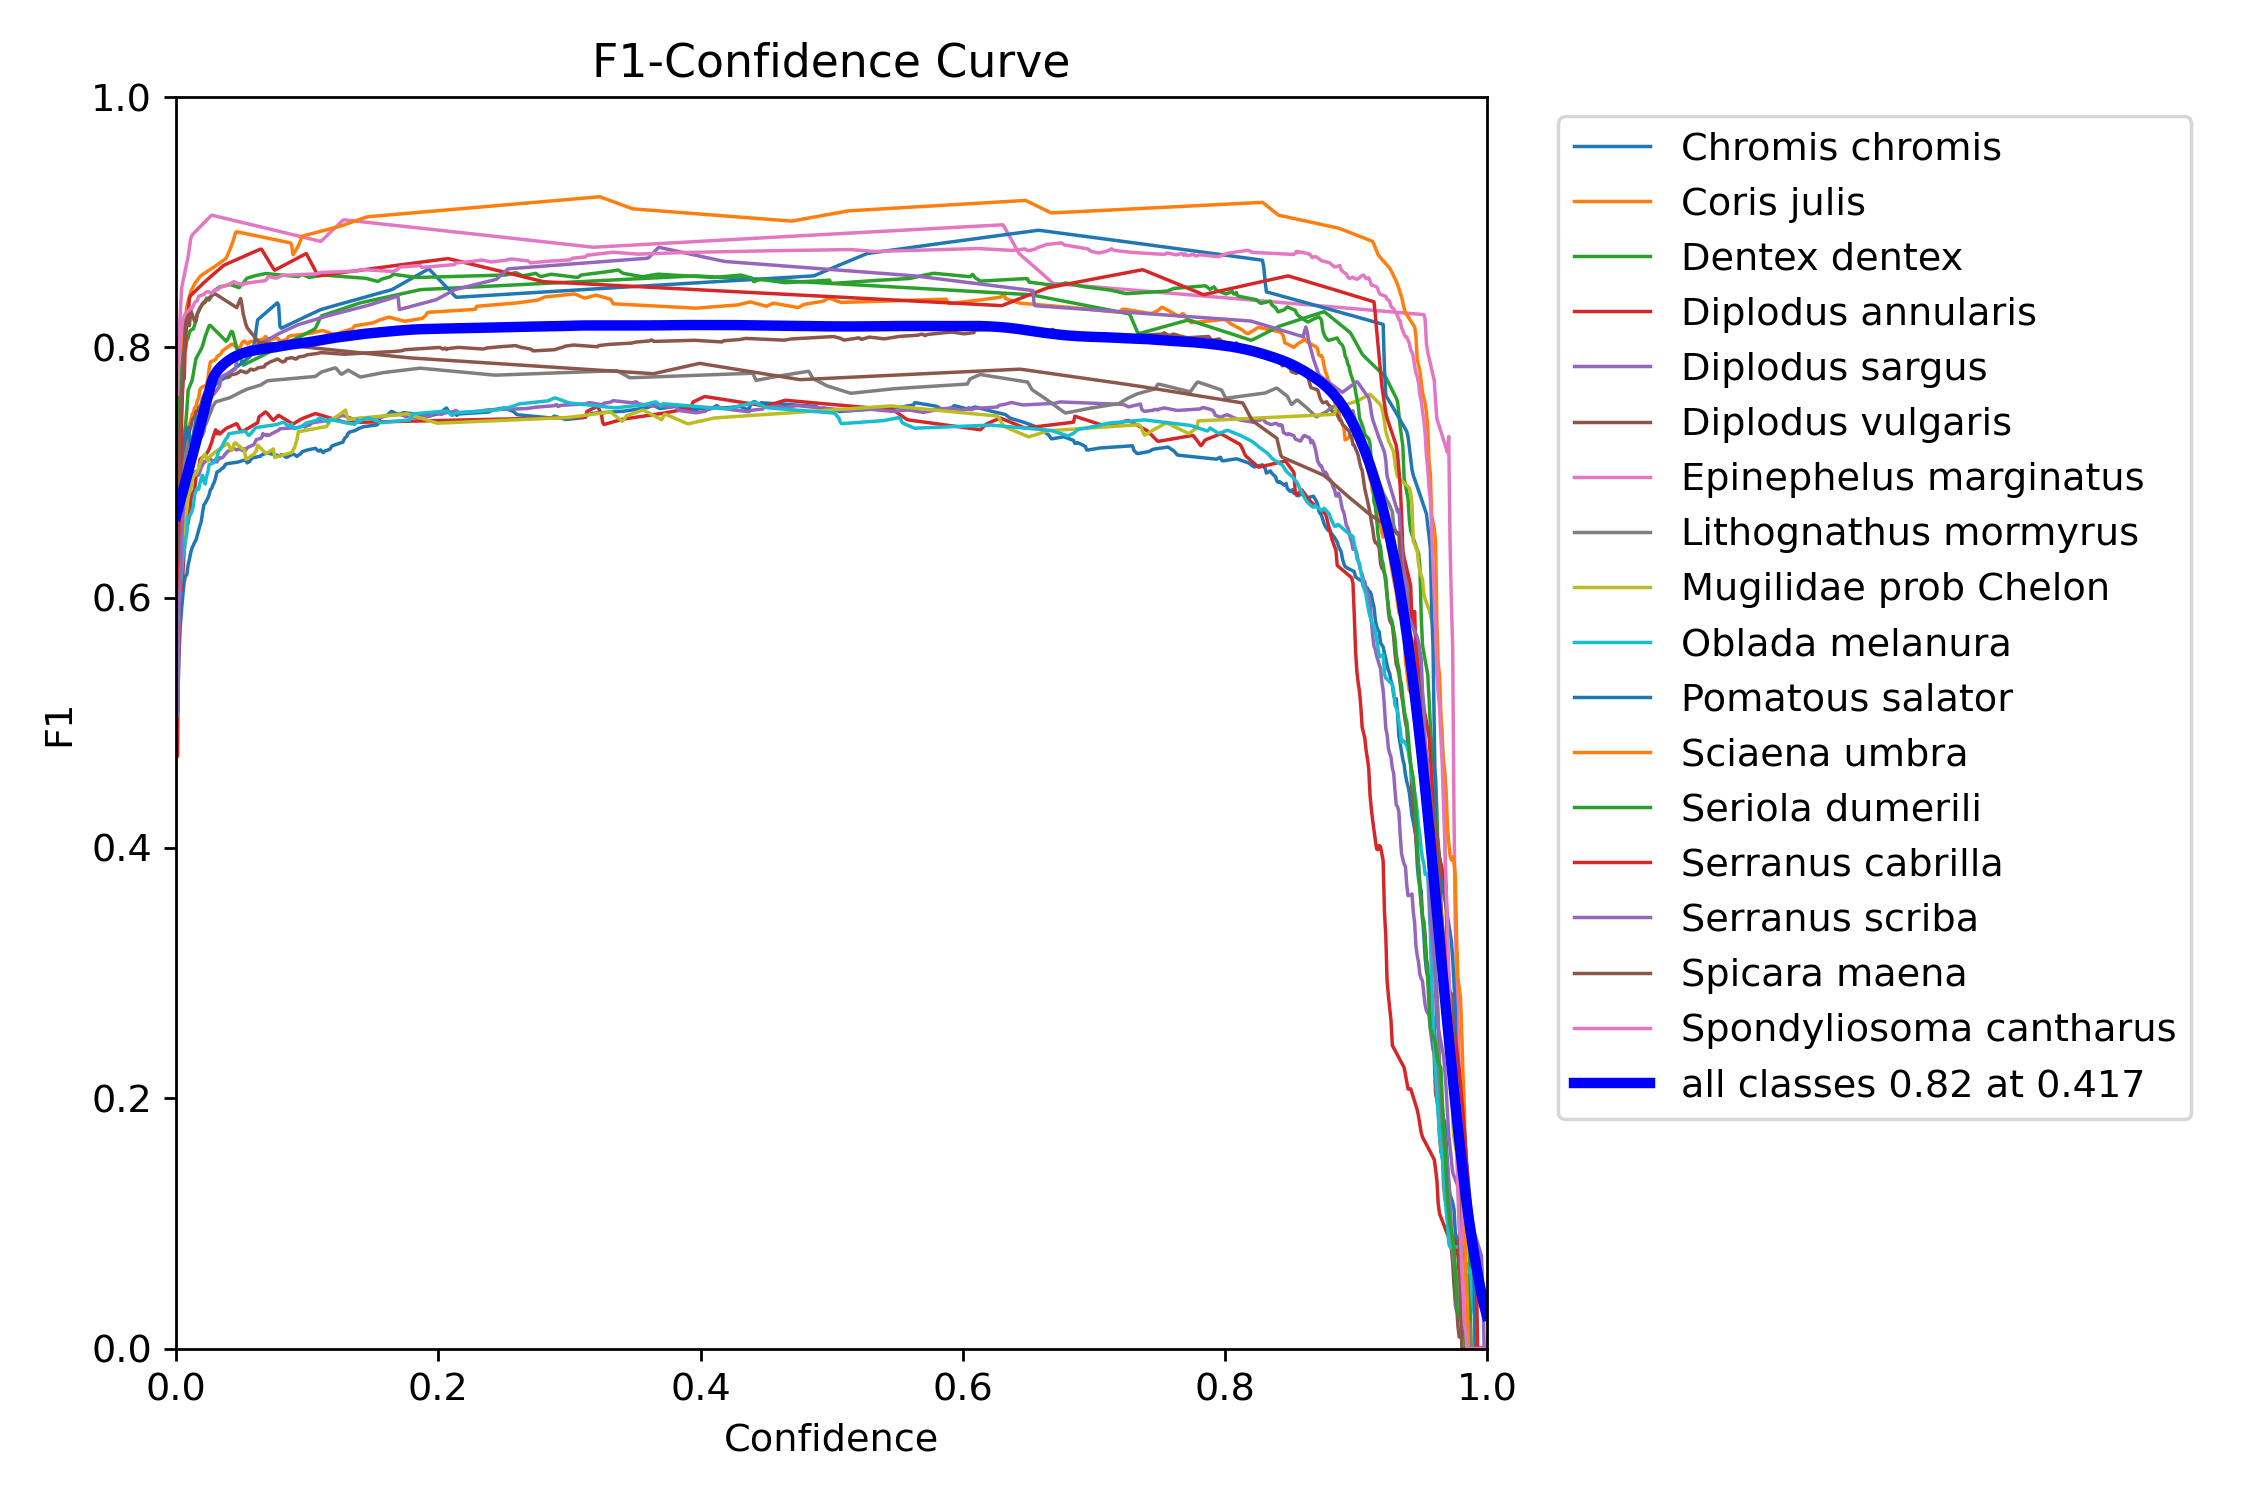 F1-Confidence Curve
1.0
0.8
0.6
0.4
0.2
0.0
F1
0.0 0.2 0.4 0.6 0.8 1.0
Confidence
Chromis chromis
Coris julis
Dentex dentex
Diplodus annularis
Diplodus sargus
Diplodus vulgaris
Epinephelus marginatus
Lithognathus mormyrus
Mugilidae prob Chelon
Oblada melanura
Pomatous salator
Sciaena umbra
Seriola dumerili
Serranus cabrilla
Serranus scriba
Spicara maena
Spondyliosoma cantharus
all classes 0.82 at 0.417